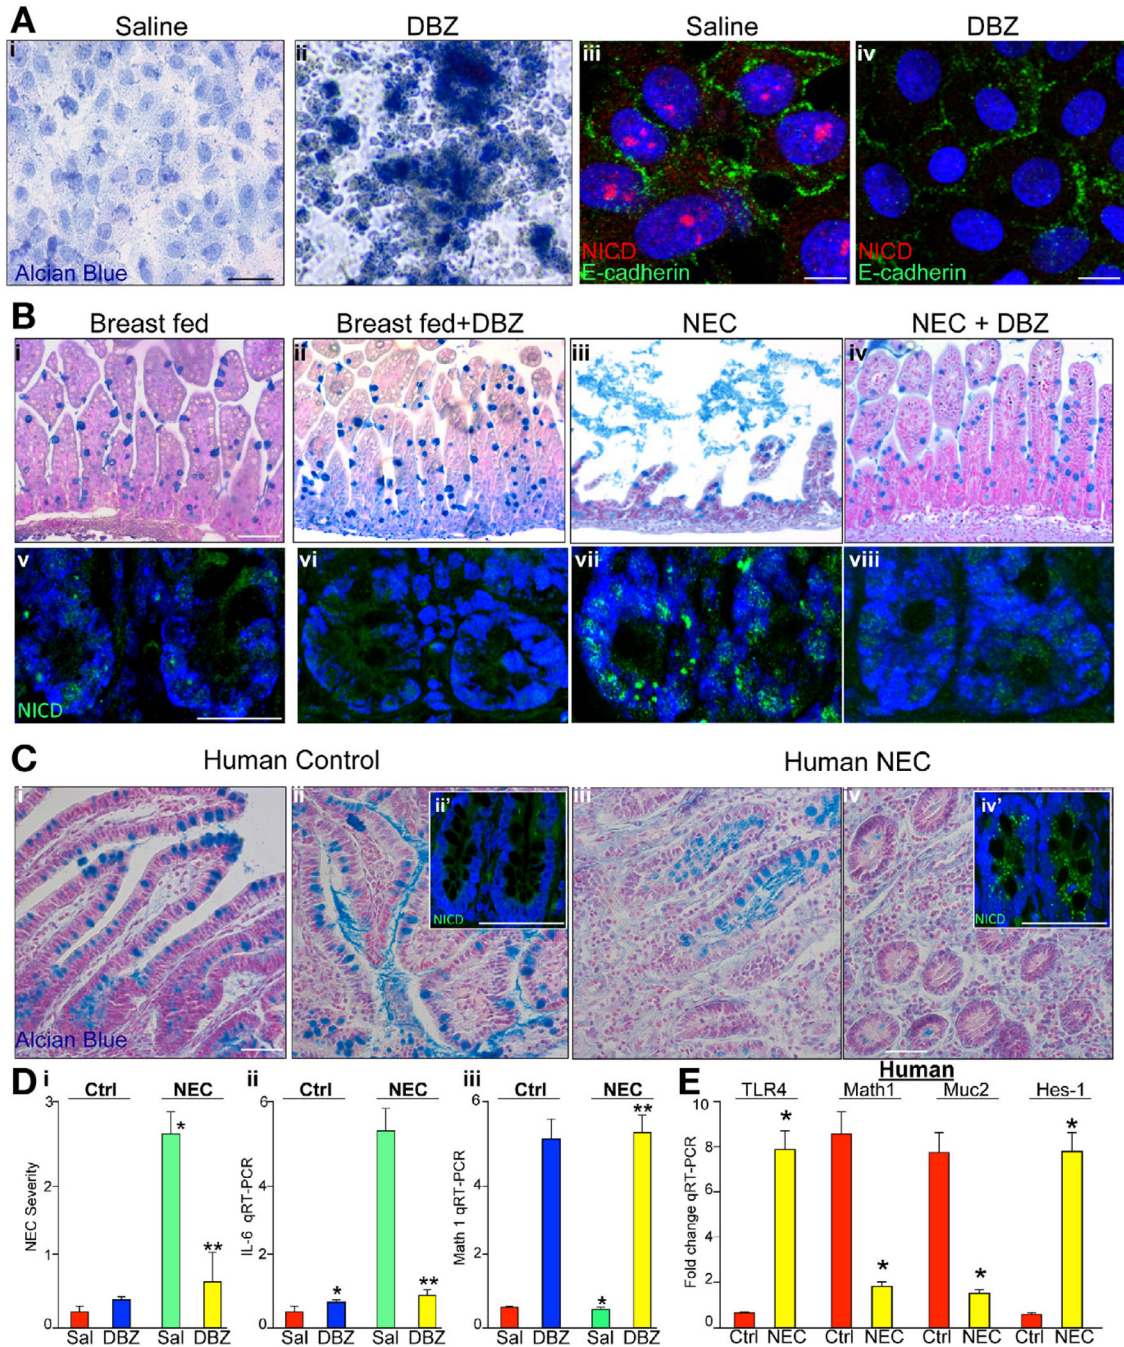 A
Saline
DBZ
Saline
DBZ
i
ii
iii
iv
Alcian Blue
NICD
E-cadherin
NICD
E-cadherin
B
Breast fed
Breast fed+DBZ
NEC
NEC + DBZ
i
ii
iii
iv
v
vi
vii
viii
NICD
C
Human Control
Human NEC
i
ii
ii'
iii
iv
iv'
NICD
NICD
Alcian Blue
D
i
Ctrl
NEC
3
2
1
0
NEC Severity
*
**
Sal DBZ
Sal DBZ
ii
Ctrl
NEC
6
4
2
0
IL-6 qRT-PCR
*
**
Sal DBZ
Sal DBZ
iii
Ctrl
NEC
6
4
2
0
Math 1 qRT-PCR
*
**
Sal DBZ
Sal DBZ
E
Human
TLR4
Math1
Muc2
Hes-1
10
8
6
4
2
0
Fold change qRT-PCR
*
*
*
*
Ctrl NEC
Ctrl NEC
Ctrl NEC
Ctrl NEC